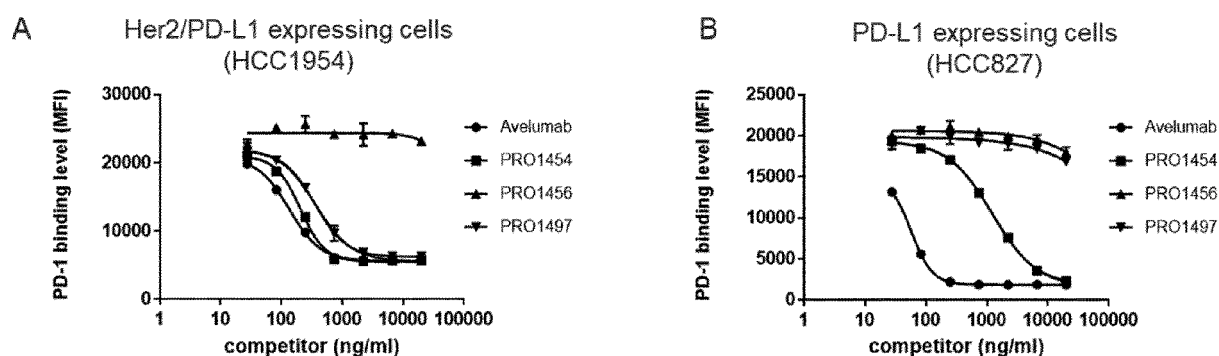 A
Her2/PD-L1 expressing cells
(HCC1954)
PD-1 binding level (MFI)
30000
20000
10000
0
1 10 100 1000 10000 100000
competitor (ng/ml)
Avelumab
PRO1454
PRO1456
PRO1497
B
PD-L1 expressing cells
(HCC827)
PD-1 binding level (MFI)
25000
20000
15000
10000
5000
0
1 10 100 1000 10000 100000
competitor (ng/ml)
Avelumab
PRO1454
PRO1456
PRO1497